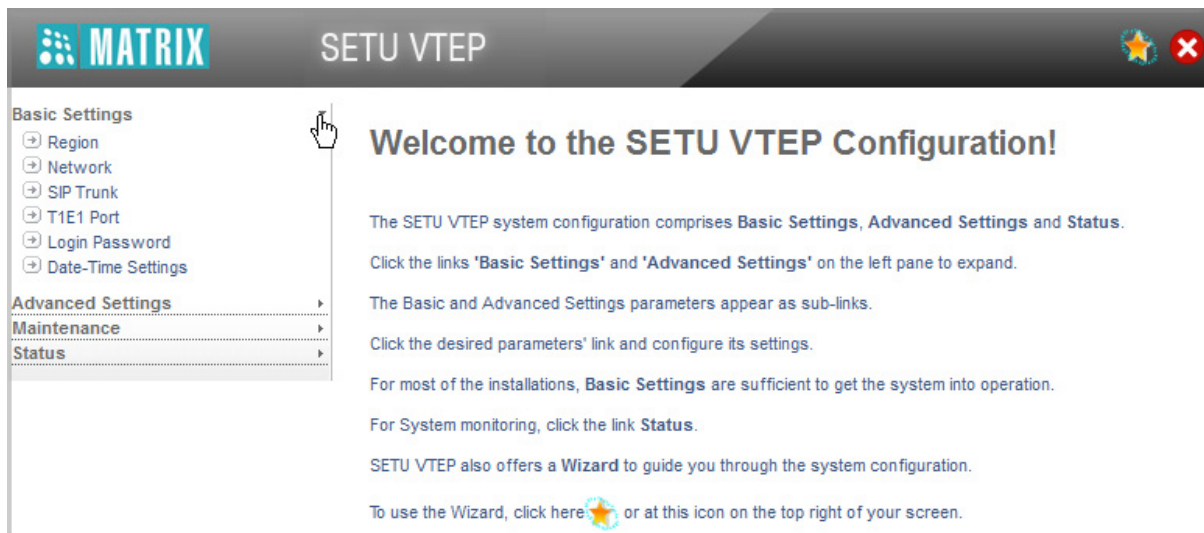 MATRIX SETU VTEP
Basic Settings
Region
Network
SIP Trunk
T1E1 Port
Login Password
Date-Time Settings
Advanced Settings
Maintenance
Status
Welcome to the SETU VTEP Configuration!
The SETU VTEP system configuration comprises Basic Settings, Advanced Settings and Status.
Click the links 'Basic Settings' and 'Advanced Settings' on the left pane to expand.
The Basic and Advanced Settings parameters appear as sub-links.
Click the desired parameters' link and configure its settings.
For most of the installations, Basic Settings are sufficient to get the system into operation.
For System monitoring, click the link Status.
SETU VTEP also offers a Wizard to guide you through the system configuration.
To use the Wizard, click here or at this icon on the top right of your screen.